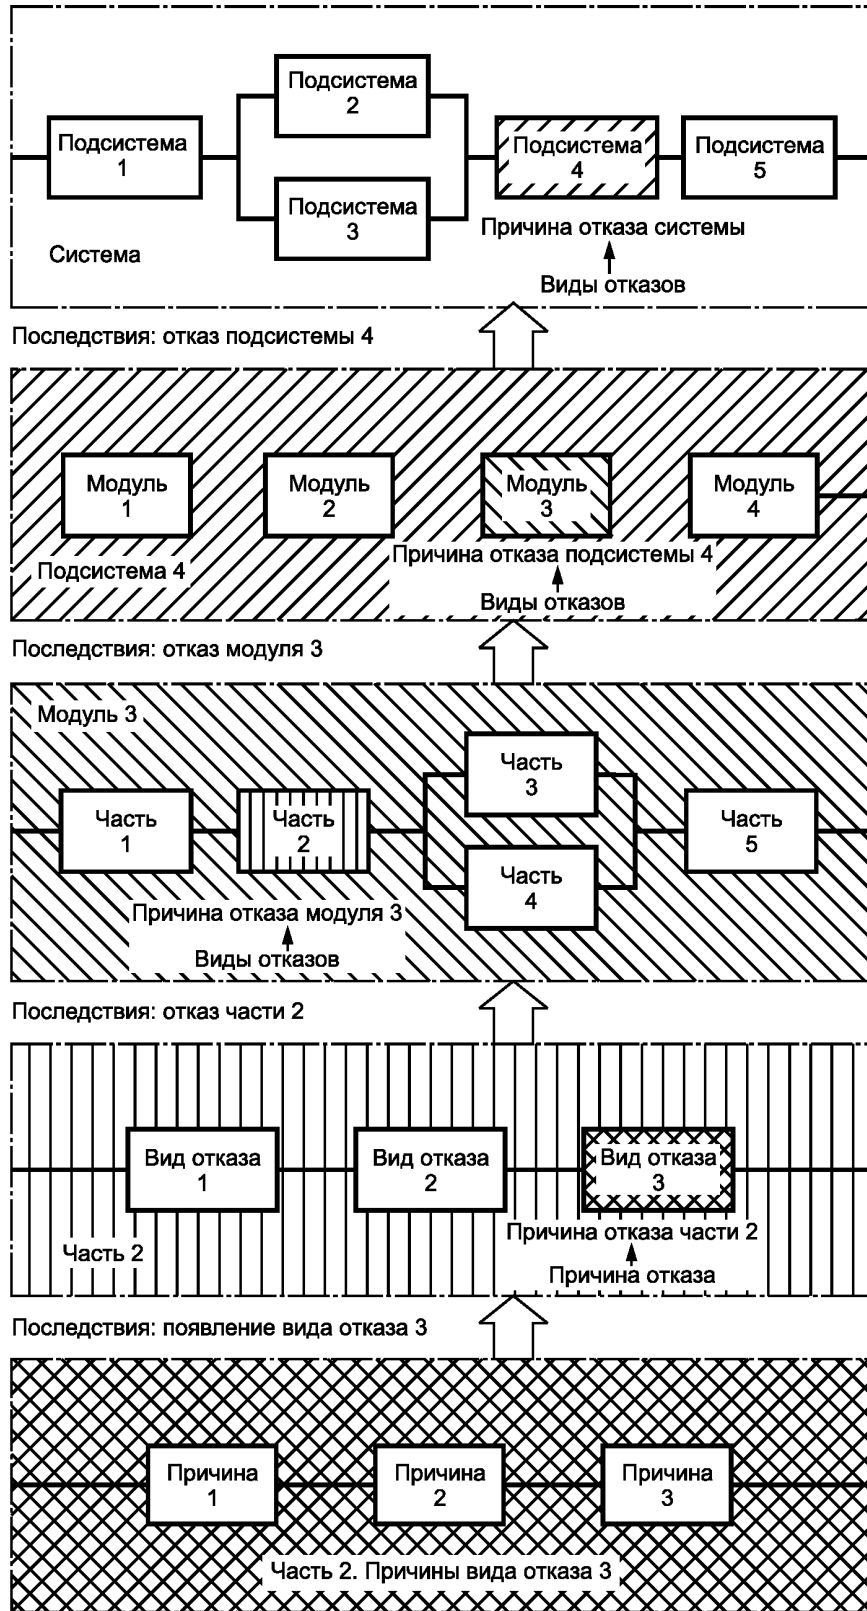 Подсистема
2
Подсистема
1
Подсистема
4
Подсистема
5
Подсистема
3
Причина отказа системы
Система
Виды отказов
Последствия: отказ подсистемы 4
Модуль
1
Модуль
2
Модуль
3
Модуль
4
Причина отказа подсистемы 4
Подсистема 4
Виды отказов
Последствия: отказ модуля 3
Модуль 3
Часть
3
Часть
1
Часть
2
Часть
5
Часть
4
Причина отказа модуля 3
Виды отказов
Последствия: отказ части 2
Вид отказа
1
Вид отказа
2
Вид отказа
3
Причина отказа части 2
Часть 2
Причина отказа
Последствия: появление вида отказа 3
Причина
1
Причина
2
Причина
3
Часть 2. Причины вида отказа 3